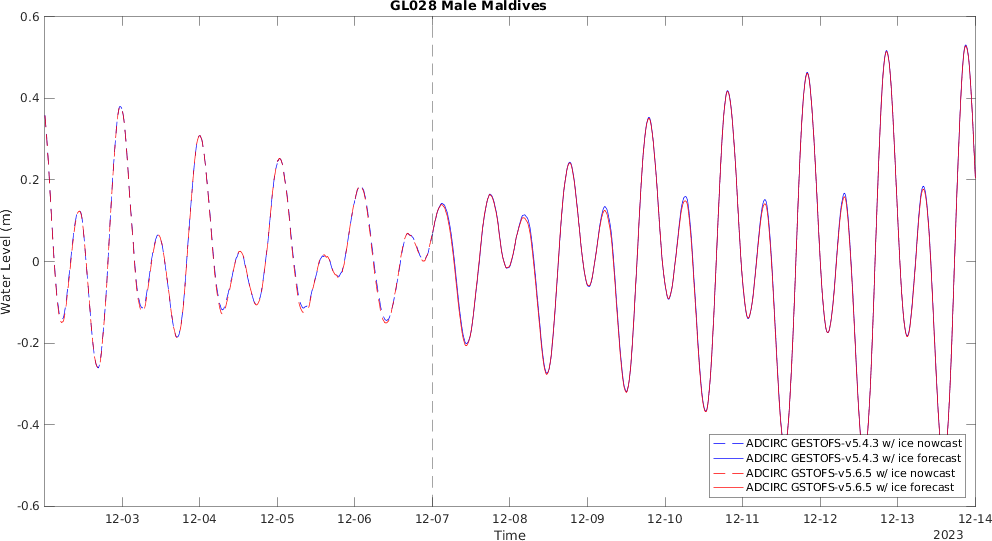 GL028 Male Maldives
Water Level (m)
0.6
0.4
0.2
0
-0.2
-0.4
-0.6
ADCIRC GESTOFS-v5.4.3 w/ ice nowcast
ADCIRC GESTOFS-v5.4.3 w/ ice forecast
ADCIRC GSTOFS-v5.6.5 w/ ice nowcast
ADCIRC GSTOFS-v5.6.5 w/ ice forecast
12-03 12-04 12-05 12-06 12-07 12-08 12-09 12-10 12-11 12-12 12-13 12-14
Time
2023